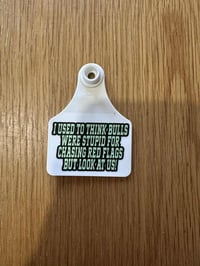 I USED TO THINK BULLS
WERE STUPID FOR
CHASING RED FLAGS
BUT LOOK AT US!